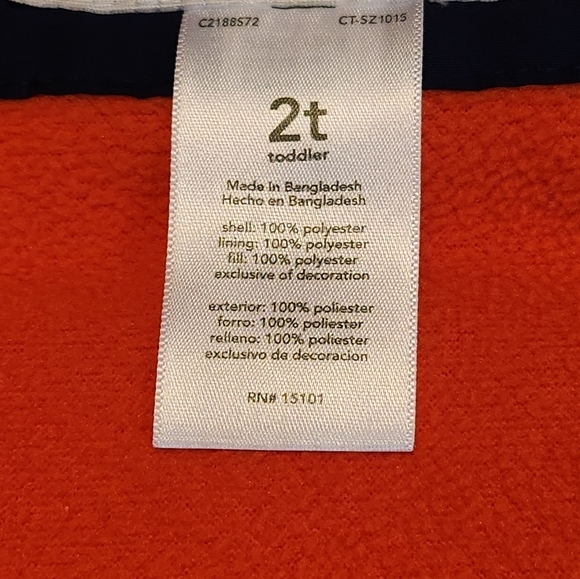 C2188S72 CT-SZ1015
2t
toddler
Made in Bangladesh
Hecho en Bangladesh
shell: 100% polyester
lining: 100% polyester
fill: 100% polyester
exclusive of decoration
exterior: 100% poliester
forro: 100% poliester
relleno: 100% poliester
exclusivo de decoracion
RN# 15101